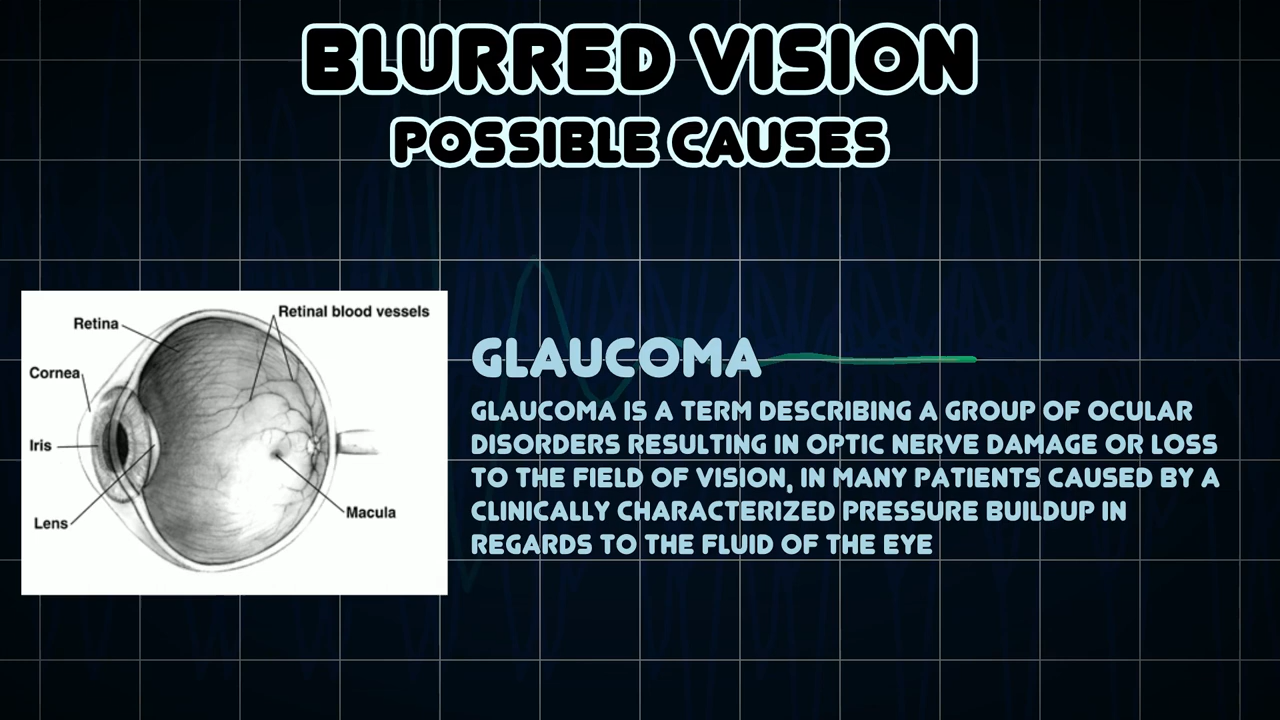 BLURRED VISION
POSSIBLE CAUSES
Retinal blood vessels
Retina
Cornea
Iris
Lens
Macula
GLAUCOMA
GLAUCOMA IS A TERM DESCRIBING A GROUP OF OCULAR
DISORDERS RESULTING IN OPTIC NERVE DAMAGE OR LOSS
TO THE FIELD OF VISION, IN MANY PATIENTS CAUSED BY A
CLINICALLY CHARACTERIZED PRESSURE BUILDUP IN
REGARDS TO THE FLUID OF THE EYE